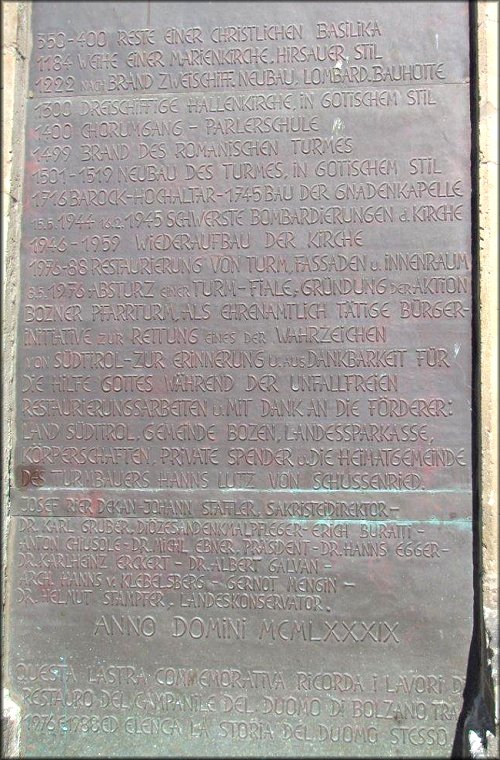 350-400 RESTE EINER CHRISTLICHEN BASILIKA
1184 WEIHE EINER MARIENKIRCHE, HIRSAUER STIL
1222 NACH BRAND ZWEISCHIFF. NEUBAU, LOMBARD. BAUHÜTTE
1300 DREISCHIFFIGE HALLENKIRCHE, IN GOTISCHEM STIL
1400 CHORUMGANG - PARLERSCHULE
1499 BRAND DES ROMANISCHEN TURMES
1501-1519 NEUBAU DES TURMES, IN GOTISCHEM STIL
1716 BAROCK-HOCHALTAR-1745 BAU DER GNADENKAPELLE
15.5.1944-16.2.1945 SCHWERSTE BOMBARDIERUNGEN d. KIRCHE
1946-1959 WIEDERAUFBAU DER KIRCHE
1976-88 RESTAURIERUNG VON TURM, FASSADEN u. INNENRAUM
8.5.1976 ABSTURZ EINER TURM-FIALE, GRÜNDUNG DER AKTION
BOZNER PFARRTURM, ALS EHRENAMTLICH TÄTIGE BÜRGER-
INITIATIVE ZUR RETTUNG EINES DER WAHRZEICHEN
VON SÜDTIROL-ZUR ERINNERUNG U. AUS DANKBARKEIT FÜR
DIE HILFE GOTTES WÄHREND DER UNFALLFREIEN
RESTAURIERUNGSARBEITEN U. MIT DANK AN DIE FÖRDERER:
LAND SÜDTIROL, GEMEINDE BOZEN, LANDESSPARKASSE,
KÖRPERSCHAFTEN, PRIVATE SPENDER u. DIE HEIMATGEMEINDE
DES TURMBAUERS HANNS LUTZ VON SCHUSSENRIED.
JOSEF RIER DEKAN-JOHANN STAFFLER, SAKRISTEIDIREKTOR-
DR. KARL GRUBER, DIÖZESANDENKMALPFLEGER-ERICH BURATTI-
ANTON CHIUSOLE-DR. MICHL EBNER, PRÄSDENT-DR. HANNS EGGER-
DR. KARLHEINZ ERCKERT-DR. ALBERT GALVAN-
ARCH. HANNS v. KLEBELSBERG-GERNOT MENGIN-
DR. HELMUT STAMPFER, LANDESKONSERVATOR.
ANNO DOMINI MCMLXXXIX
QUESTA LASTRA COMMEMORATIVA RICORDA I LAVORI DI
RESTAURO DEL CAMPANILE DEL DUOMO DI BOLZANO TRA
1976 E 1988 ED ELENCA LA STORIA DEL DUOMO STESSO